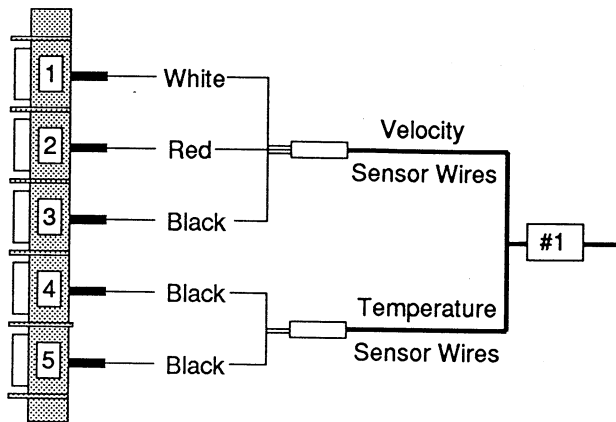 1
White
Velocity
2
Red
Sensor Wires
3
Black
#1
4
Black
Temperature
5
Black
Sensor Wires